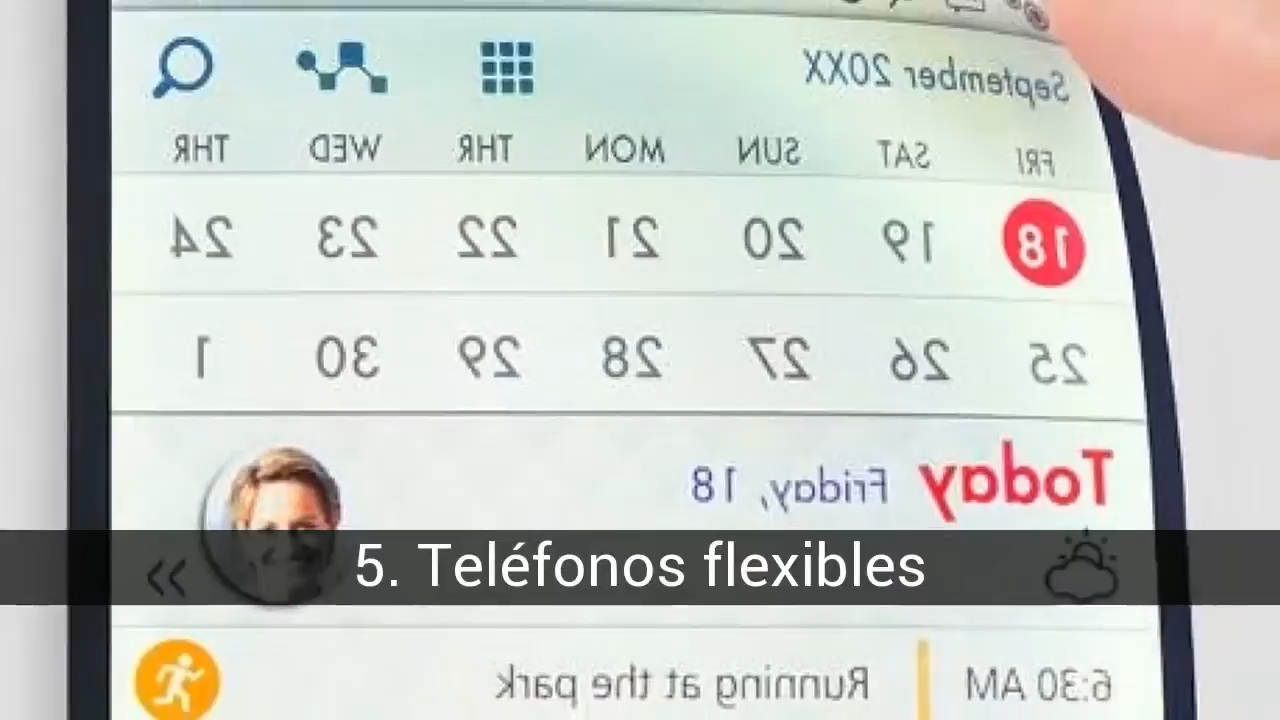 September 20XX
FRI SAT SUN MON THR WED THR
18 19 20 21 22 23 24
25 26 27 28 29 30 1
Today Friday, 18
5. Teléfonos flexibles
6:30 AM Running at the park